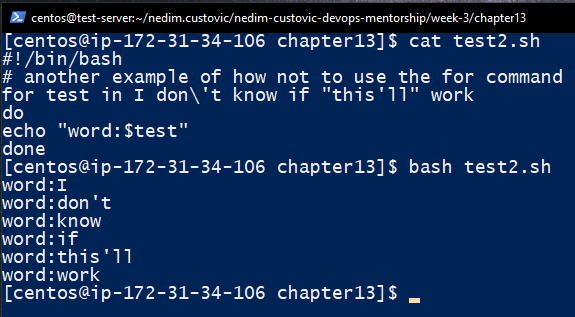 centos@test-server:~/nedim.custovic/nedim-custovic-devops-mentorship/week-3/chapter13
[centos@ip-172-31-34-106 chapter13]$ cat test2.sh
#!/bin/bash
# another example of how not to use the for command
for test in I don\'t know if "this'll" work
do
echo "word:$test"
done
[centos@ip-172-31-34-106 chapter13]$ bash test2.sh
word:I
word:don't
word:know
word:if
word:this'll
word:work
[centos@ip-172-31-34-106 chapter13]$